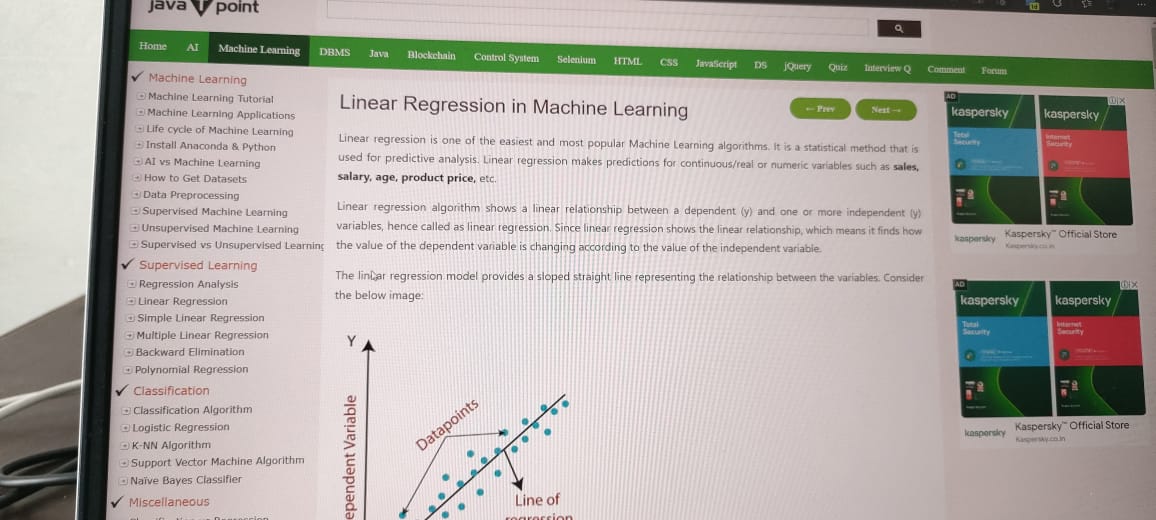 java T point
Home AI Machine Learning DBMS Java Blockchain Control System Selenium HTML CSS JavaScript DS jQuery Quiz Interview Q Comment Forum
Machine Learning
Machine Learning Tutorial
Machine Learning Applications
Life cycle of Machine Learning
Install Anaconda & Python
AI vs Machine Learning
How to Get Datasets
Data Preprocessing
Supervised Machine Learning
Unsupervised Machine Learning
Supervised vs Unsupervised Learning
Supervised Learning
Regression Analysis
Linear Regression
Simple Linear Regression
Multiple Linear Regression
Backward Elimination
Polynomial Regression
Classification
Classification Algorithm
Logistic Regression
K-NN Algorithm
Support Vector Machine Algorithm
Naïve Bayes Classifier
Miscellaneous
Linear Regression in Machine Learning
← Prev
Next →
Linear regression is one of the easiest and most popular Machine Learning algorithms. It is a statistical method that is
used for predictive analysis. Linear regression makes predictions for continuous/real or numeric variables such as sales,
salary, age, product price, etc.
Linear regression algorithm shows a linear relationship between a dependent (y) and one or more independent (y)
variables, hence called as linear regression. Since linear regression shows the linear relationship, which means it finds how
the value of the dependent variable is changing according to the value of the independent variable.
The linear regression model provides a sloped straight line representing the relationship between the variables. Consider
the below image:
Y
ependent Variable
Datapoints
Line of
regression
AD
kaspersky
Total
Security
kaspersky
Internet
Security
kaspersky
Kaspersky™ Official Store
Kaspersky.co.in
AD
kaspersky
Total
Security
kaspersky
Internet
Security
kaspersky
Kaspersky™ Official Store
Kaspersky.co.in